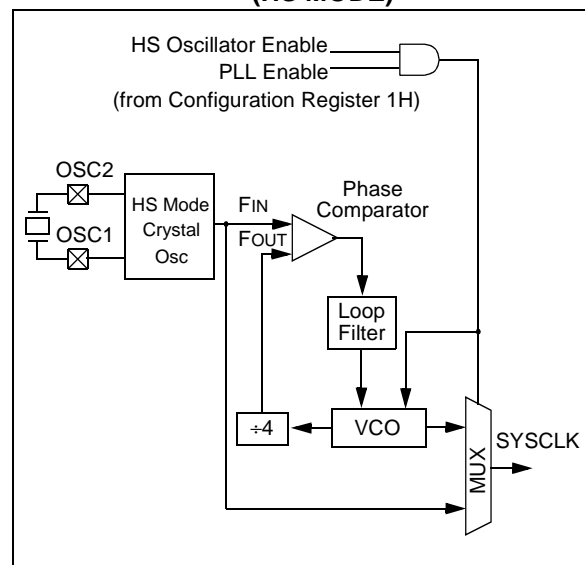 (HS MODE)
HS Oscillator Enable
PLL Enable
(from Configuration Register 1H)
OSC2
OSC1
HS Mode
Crystal
Osc
FIN
FOUT
Phase
Comparator
Loop
Filter
÷4
VCO
MUX
SYSCLK